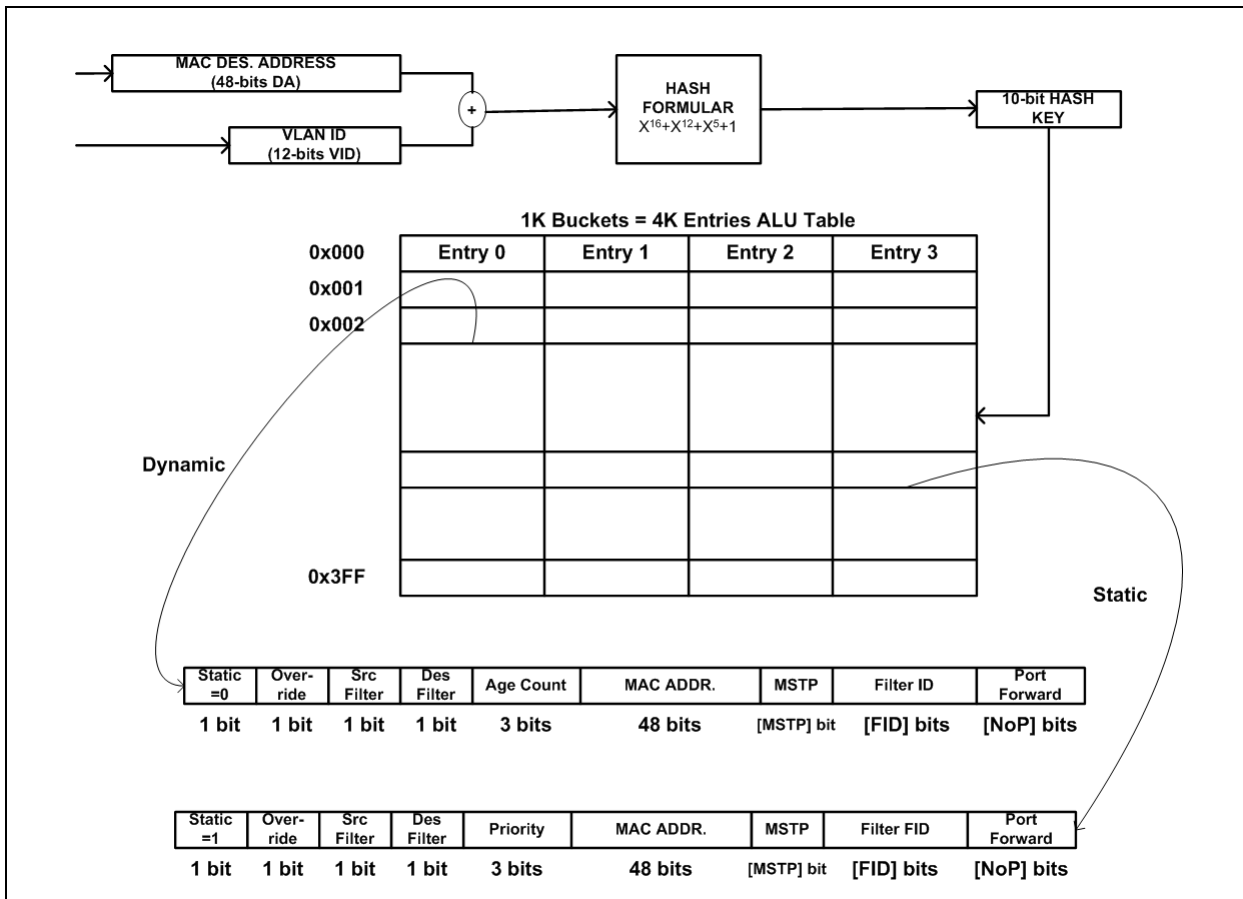 MAC DES. ADDRESS
(48-bits DA)
VLAN ID
(12-bits VID)
+
HASH
FORMULAR
X¹⁶+X¹²+X⁵+1
10-bit HASH
KEY
1K Buckets = 4K Entries ALU Table
0x000
Entry 0
Entry 1
Entry 2
Entry 3
0x001
0x002
Dynamic
0x3FF
Static
Static
=0
Over-
ride
Src
Filter
Des
Filter
Age Count
MAC ADDR.
MSTP
Filter ID
Port
Forward
1 bit
1 bit
1 bit
1 bit
3 bits
48 bits
[MSTP] bit
[FID] bits
[NoP] bits
Static
=1
Over-
ride
Src
Filter
Des
Filter
Priority
MAC ADDR.
MSTP
Filter FID
Port
Forward
1 bit
1 bit
1 bit
1 bit
3 bits
48 bits
[MSTP] bit
[FID] bits
[NoP] bits